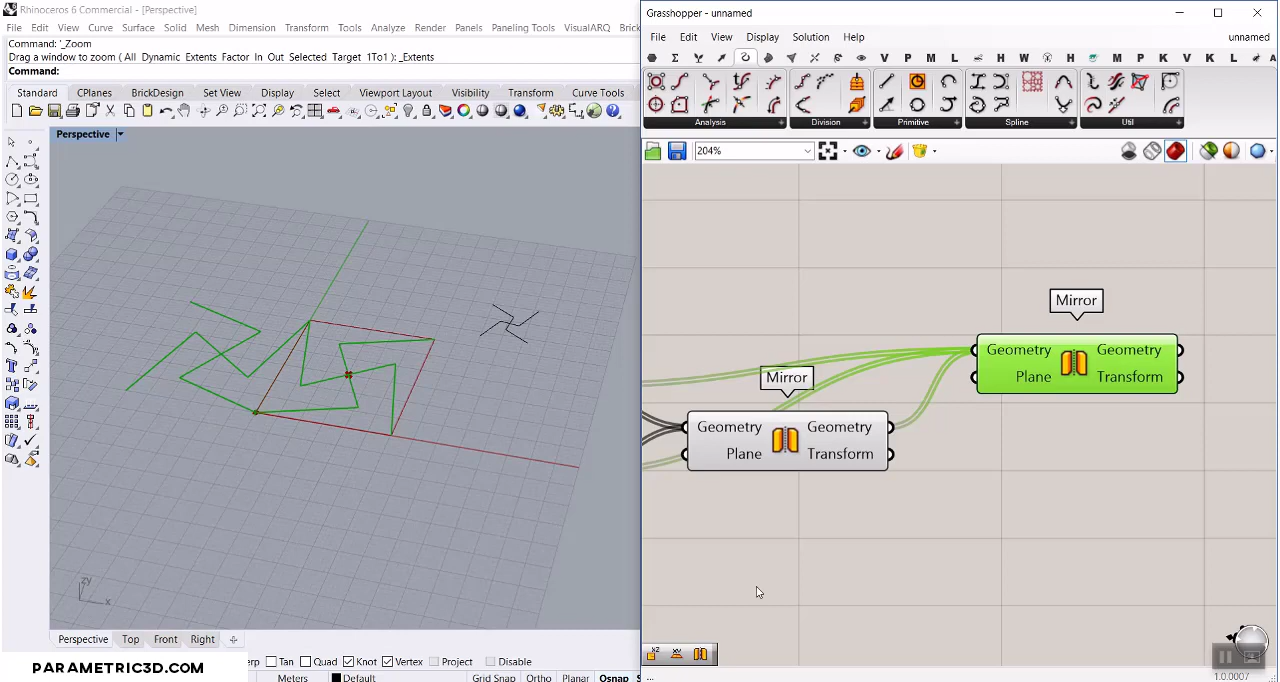 Rhinoceros 6 Commercial - [Perspective]
File Edit View Curve Surface Solid Mesh Dimension Transform Tools Analyze Render Panels Paneling Tools VisualARQ
Command: '_Zoom
Drag a window to zoom ( All Dynamic Extents Factor In Out Selected Target 1To1 ): _Extents
Command:
Standard CPlanes BrickDesign Set View Display Select Viewport Layout Visibility Transform Curve Tools
Perspective
zy
x
Perspective Top Front Right
Tan Quad Knot Vertex Project Disable
Meters Default Grid Snap Ortho Planar Osnap
PARAMETRIC3D.COM
Grasshopper - unnamed
File Edit View Display Solution Help unnamed
V P M L H W H M P K V K L A
Analysis Division Primitive Spline Util
204%
Mirror
Geometry Geometry
Plane Transform
Mirror
Geometry Geometry
Plane Transform
x2
...
1.0.0007